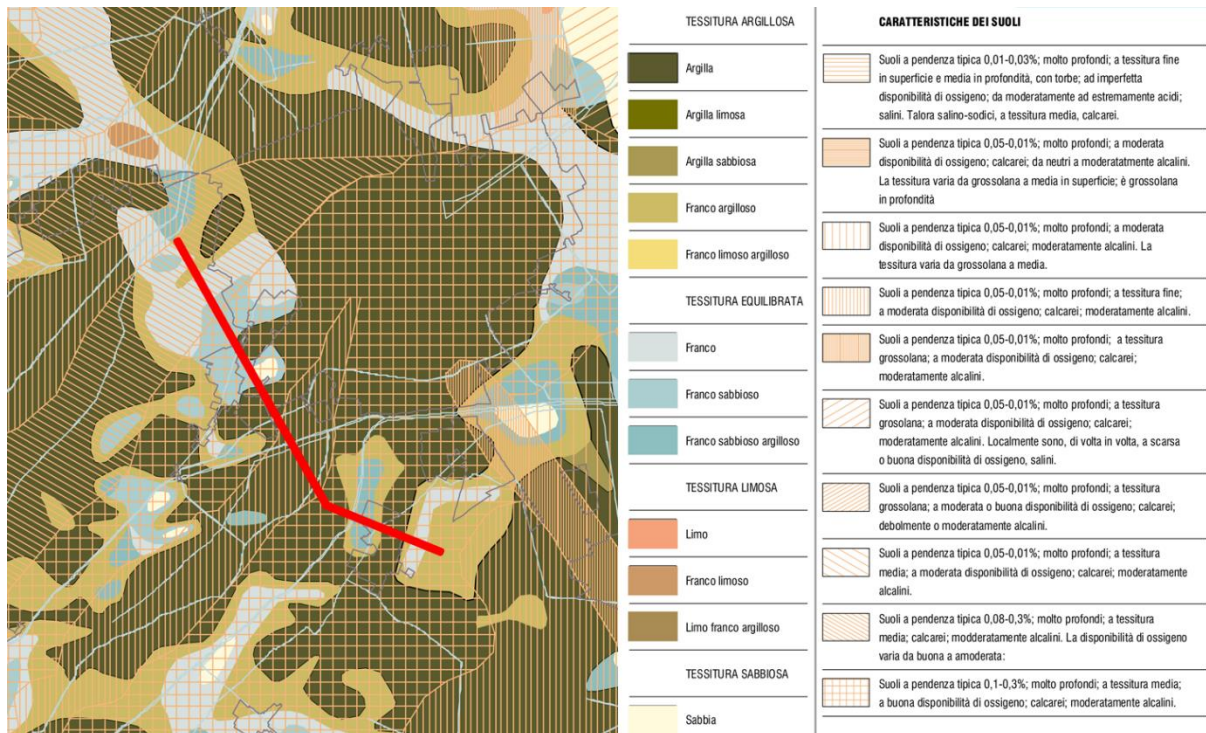 TESSITURA ARGILLOSA
Argilla
Argilla limosa
Argilla sabbiosa
Franco argilloso
Franco limoso argilloso
TESSITURA EQUILIBRATA
Franco
Franco sabbioso
Franco sabbioso argilloso
TESSITURA LIMOSA
Limo
Franco limoso
Limo franco argilloso
TESSITURA SABBIOSA
Sabbia
CARATTERISTICHE DEI SUOLI
Suoli a pendenza tipica 0,01-0,03%; molto profondi; a tessitura fine
in superficie e media in profondità, con torbe; ad imperfetta
disponibilità di ossigeno; da moderatamente ad estremamente acidi;
salini. Talora salino-sodici, a tessitura media, calcarei.
Suoli a pendenza tipica 0,05-0,01%; molto profondi; a moderata
disponibilità di ossigeno; calcarei; da neutri a moderatatmente alcalini.
La tessitura varia da grossolana a media in superficie; è grossolana
in profondità
Suoli a pendenza tipica 0,05-0,01%; molto profondi; a moderata
disponibilità di ossigeno; calcarei; moderatamente alcalini. La
tessitura varia da grossolana a media.
Suoli a pendenza tipica 0,05-0,01%; molto profondi; a tessitura fine;
a moderata disponibilità di ossigeno; calcarei; moderatamente alcalini.
Suoli a pendenza tipica 0,05-0,01%; molto profondi; a tessitura
grossolana; a moderata disponibilità di ossigeno; calcarei;
moderatamente alcalini.
Suoli a pendenza tipica 0,05-0,01%; molto profondi; a tessitura
grosolana; a moderata disponibilità di ossigeno; calcarei;
moderatamente alcalini. Localmente sono, di volta in volta, a scarsa
o buona disponibilità di ossigeno, salini.
Suoli a pendenza tipica 0,05-0,01%; molto profondi; a tessitura
grossolana; a moderata o buona disponibilità di ossigeno; calcarei;
debolmente o moderatamente alcalini.
Suoli a pendenza tipica 0,05-0,01%; molto profondi; a tessitura
media; a moderata disponibilità di ossigeno; calcarei; moderatamente
alcalini.
Suoli a pendenza tipica 0,08-0,3%; molto profondi; a tessitura
media; calcarei; modderatamente alcalini. La disponibilità di ossigeno
varia da buona a amoderata:
Suoli a pendenza tipica 0,1-0,3%; molto profondi; a tessitura media;
a buona disponibilità di ossigeno; calcarei; moderatamente alcalini.